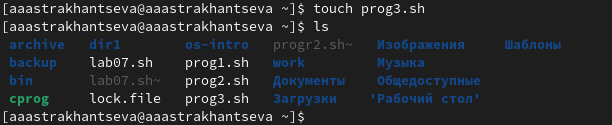 [aaastrakhantseva@aaastrakhantseva ~]$ touch prog3.sh
[aaastrakhantseva@aaastrakhantseva ~]$ ls
archive dir1 os-intro progr2.sh~ Изображения Шаблоны
backup lab07.sh prog1.sh work Музыка
bin lab07.sh~ prog2.sh Документы Общедоступные
cprog lock.file prog3.sh Загрузки 'Рабочий стол'
[aaastrakhantseva@aaastrakhantseva ~]$